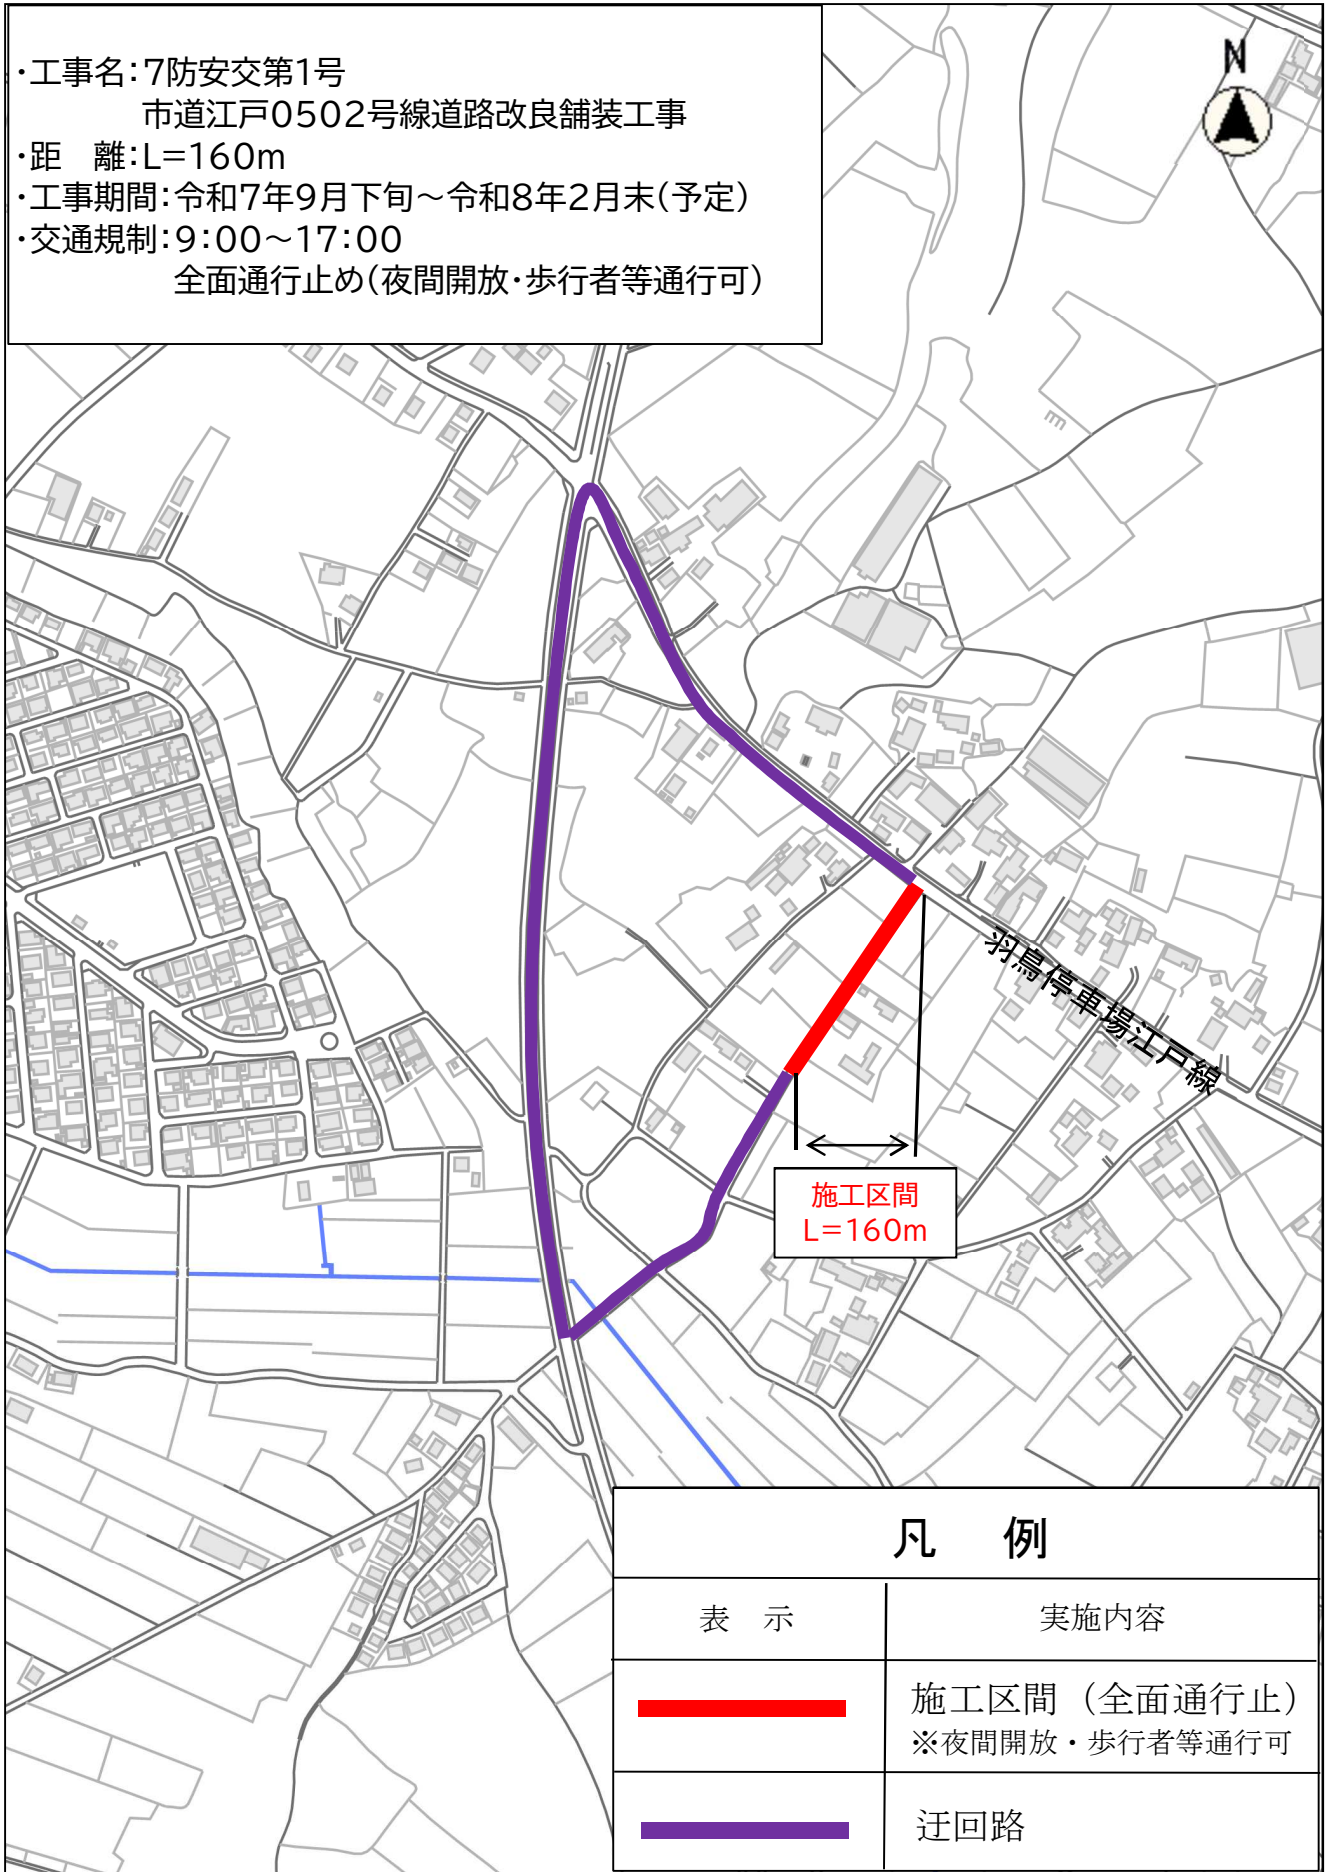 ・工事名：7防安交第1号
市道江戸0502号線道路改良舗装工事
・距　離：L=160m
・工事期間：令和7年9月下旬～令和8年2月末(予定)
・交通規制：9：00～17：00
全面通行止め(夜間開放・歩行者等通行可)
N
羽鳥停車場江戸線
施工区間
L=160m
凡　例
表　示
実施内容
施工区間（全面通行止）
※夜間開放・歩行者等通行可
迂回路